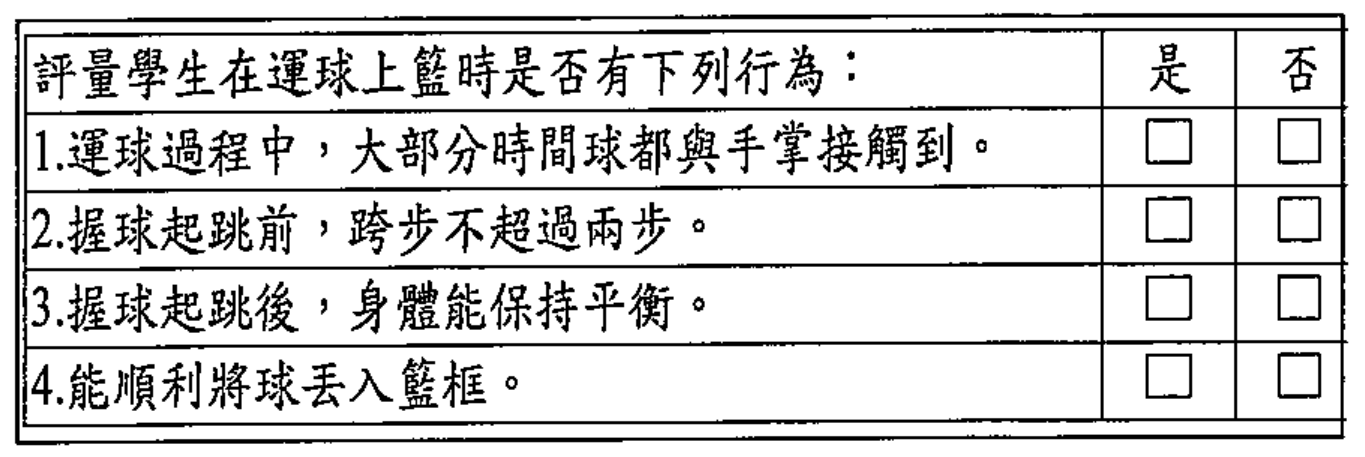 評量學生在運球上籃時是否有下列行為： 是 否
1.運球過程中，大部分時間球都與手掌接觸到。 □ □
2.握球起跳前，跨步不超過兩步。 □ □
3.握球起跳後，身體能保持平衡。 □ □
4.能順利將球丟入籃框。 □ □